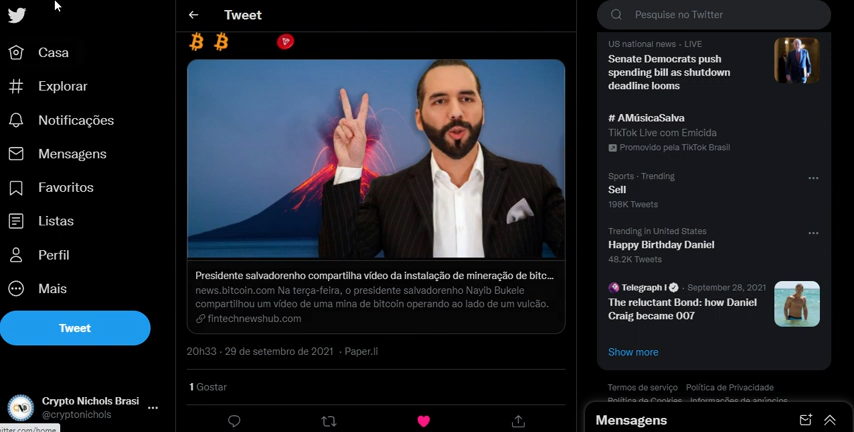 Tweet
Pesquise no Twitter
Casa
Explorar
Notificações
Mensagens
Favoritos
Listas
Perfil
Mais
Tweet
Crypto Nichols Brasi
@cryptonichols
itter.com/home
Presidente salvadorenho compartilha vídeo da instalação de mineração de bitc...
news.bitcoin.com Na terça-feira, o presidente salvadorenho Nayib Bukele
compartilhou um vídeo de uma mina de bitcoin operando ao lado de um vulcão.
fintechnewshub.com
20h33 · 29 de setembro de 2021 · Paper.li
1 Gostar
US national news · LIVE
Senate Democrats push
spending bill as shutdown
deadline looms
# AMúsicaSalva
TikTok Live com Emicida
Promovido pela TikTok Brasil
Sports · Trending
Sell
198K Tweets
Trending in United States
Happy Birthday Daniel
48.2K Tweets
Telegraph I · September 28, 2021
The reluctant Bond: how Daniel
Craig became 007
Show more
Termos de serviço Política de Privacidade
Política de Cookies Informações de anúncios
Mensagens